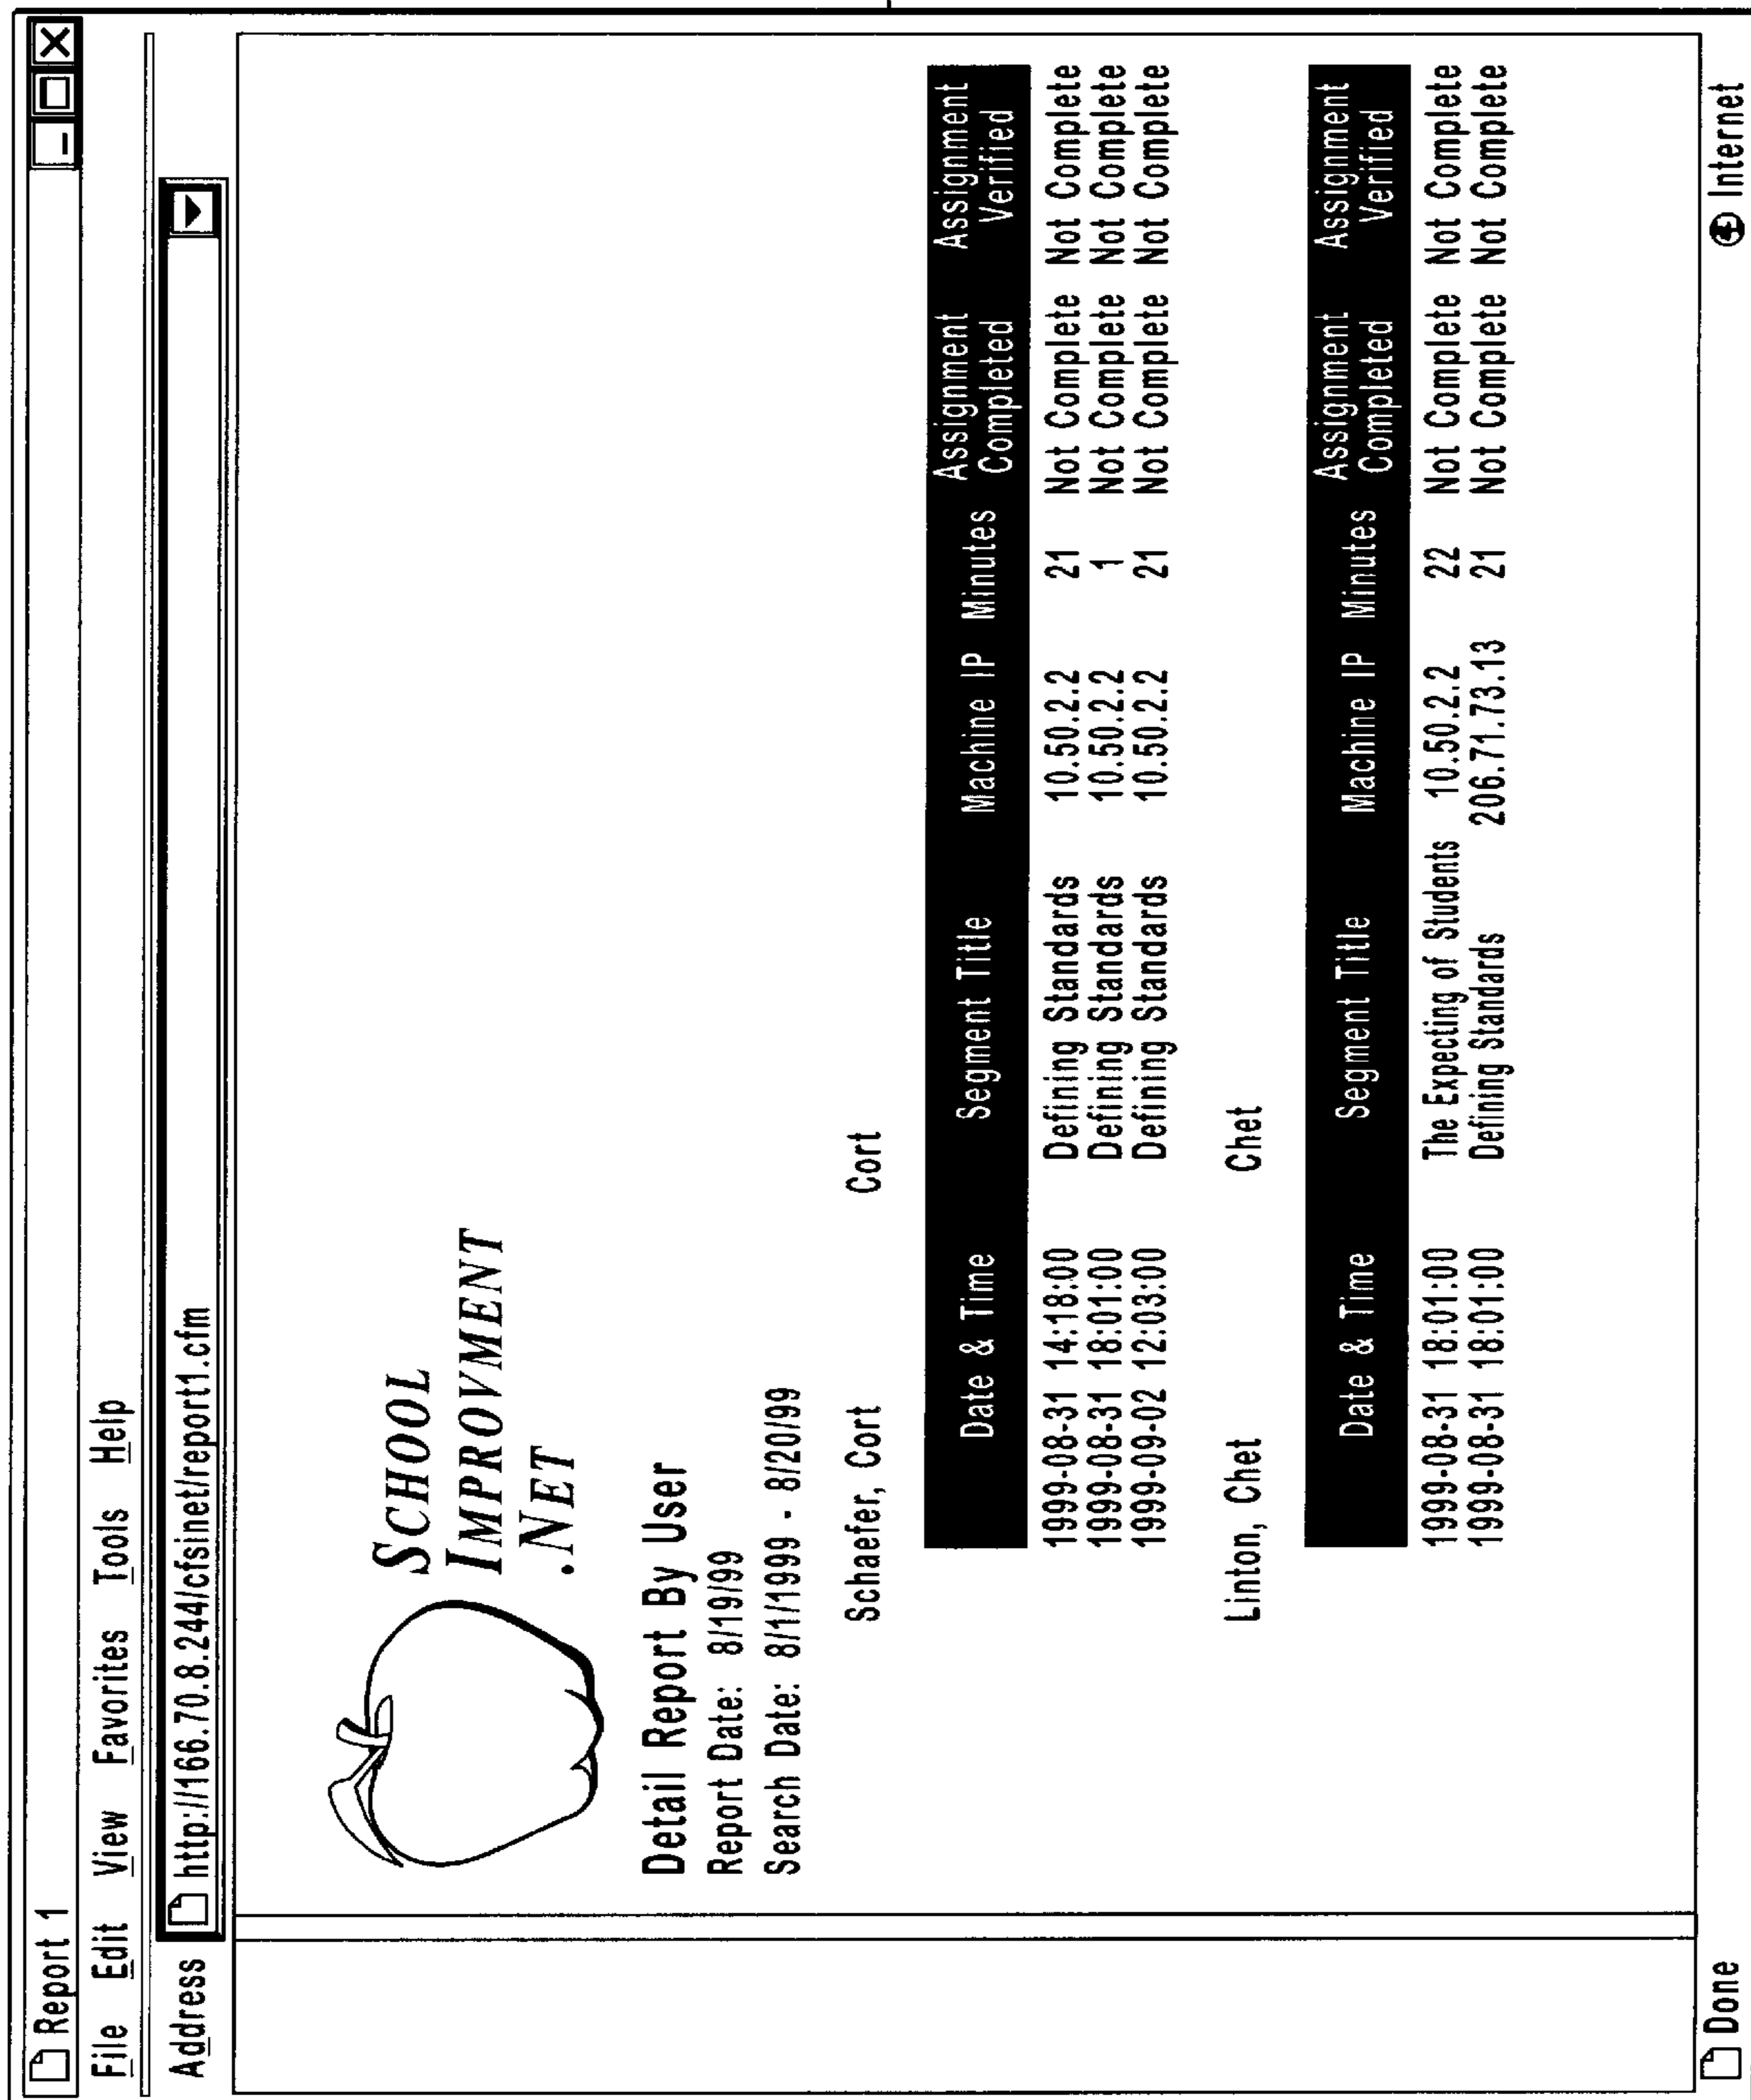 Report 1
File Edit View Favorites Tools Help
Address http://166.70.8.244/cfsinet/report1.cfm
SCHOOL
IMPROVMENT
.NET
Detail Report By User
Report Date: 8/19/99
Search Date: 8/1/1999 - 8/20/99
Schaefer, Cort Cort
Date & Time Segment Title Machine IP Minutes Assignment Completed Assignment Verified
1999-08-31 14:18:00 Defining Standards 10.50.2.2 21 Not Complete Not Complete
1999-08-31 18:01:00 Defining Standards 10.50.2.2 1 Not Complete Not Complete
1999-09-02 12:03:00 Defining Standards 10.50.2.2 21 Not Complete Not Complete
Linton, Chet Chet
Date & Time Segment Title Machine IP Minutes Assignment Completed Assignment Verified
1999-08-31 18:01:00 The Expecting of Students 10.50.2.2 22 Not Complete Not Complete
1999-08-31 18:01:00 Defining Standards 206.71.73.13 21 Not Complete Not Complete
Done Internet